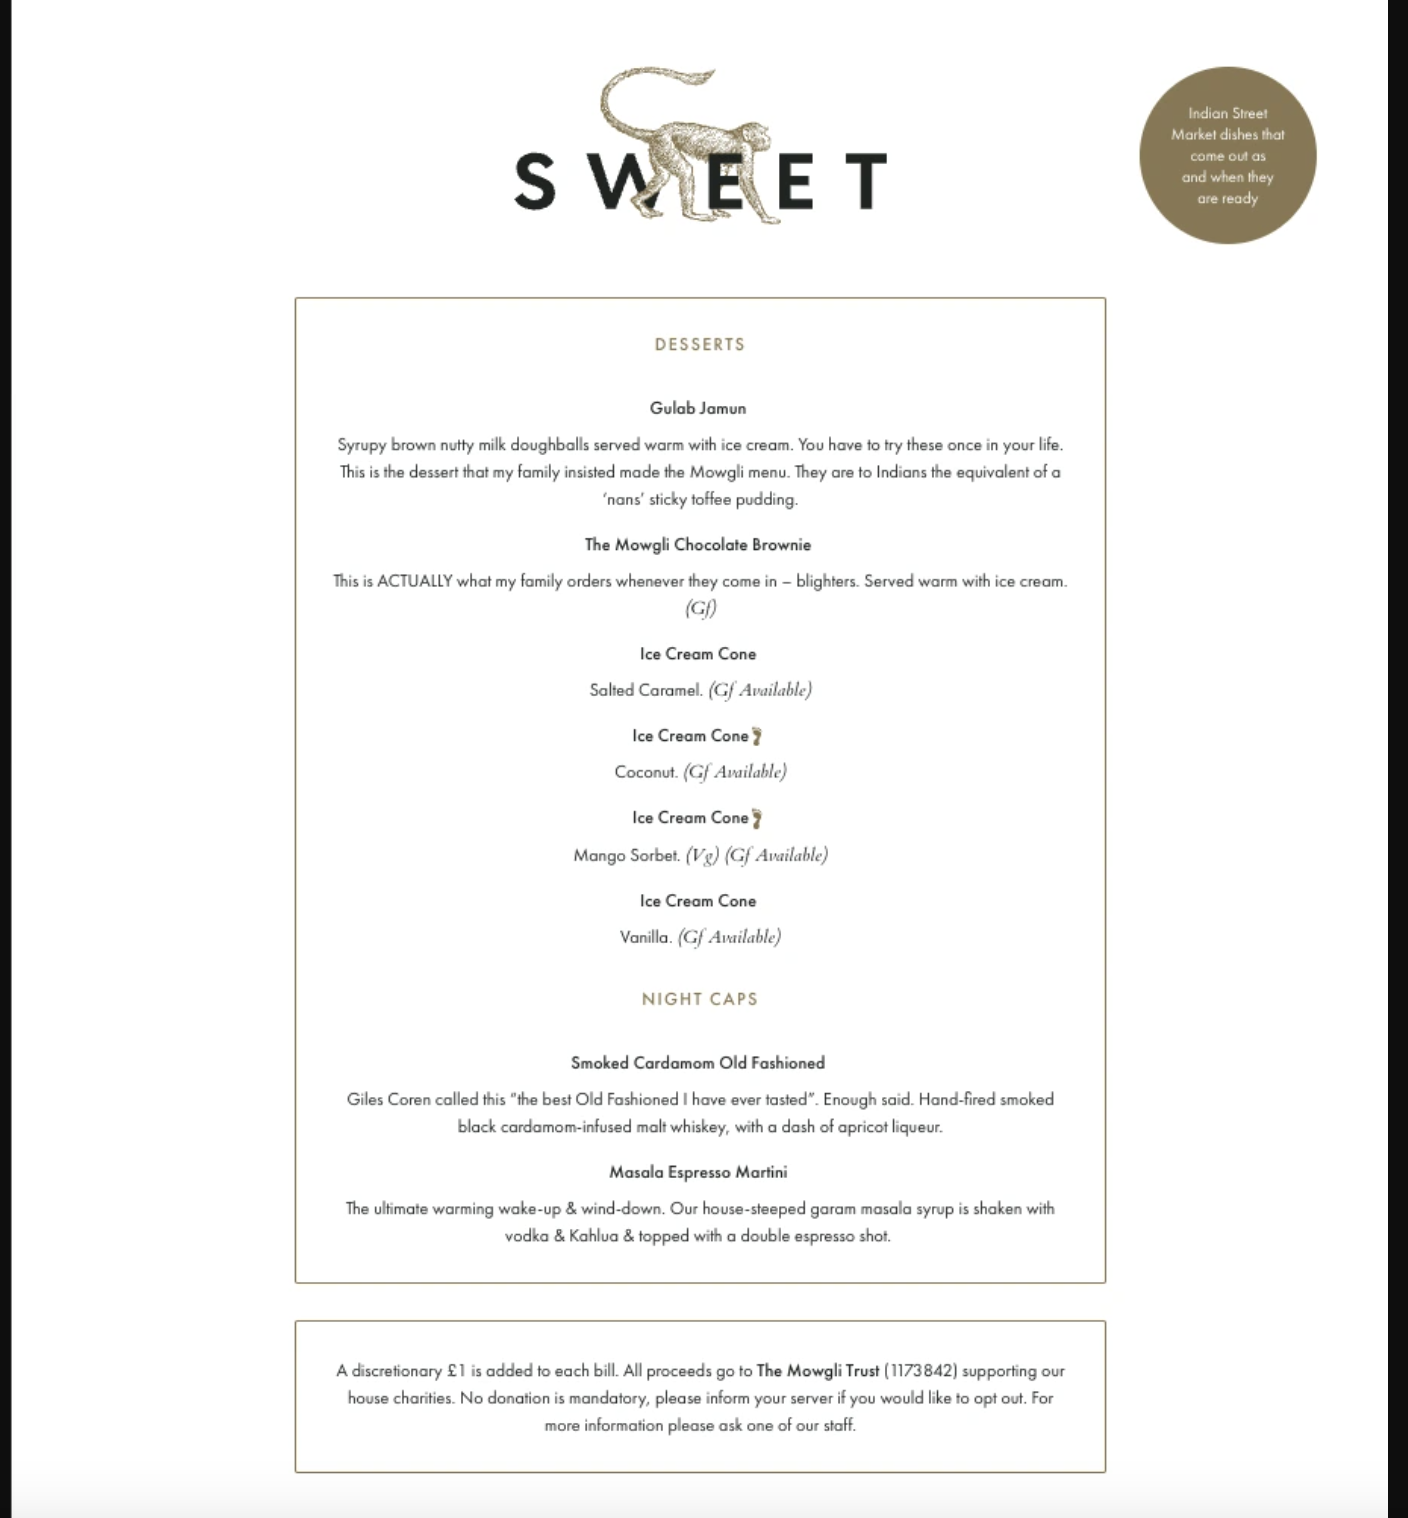 SWEET
Indian Street
Market dishes that
come out as
and when they
are ready
DESSERTS
Gulab Jamun
Syrupy brown nutty milk doughballs served warm with ice cream. You have to try these once in your life.
This is the dessert that my family insisted made the Mowgli menu. They are to Indians the equivalent of a
‘nans’ sticky toffee pudding.
The Mowgli Chocolate Brownie
This is ACTUALLY what my family orders whenever they come in – blighters. Served warm with ice cream.
(Gf)
Ice Cream Cone
Salted Caramel. (Gf Available)
Ice Cream Cone
Coconut. (Gf Available)
Ice Cream Cone
Mango Sorbet. (Vg) (Gf Available)
Ice Cream Cone
Vanilla. (Gf Available)
NIGHT CAPS
Smoked Cardamom Old Fashioned
Giles Coren called this “the best Old Fashioned I have ever tasted”. Enough said. Hand-fired smoked
black cardamom-infused malt whiskey, with a dash of apricot liqueur.
Masala Espresso Martini
The ultimate warming wake-up & wind-down. Our house-steeped garam masala syrup is shaken with
vodka & Kahlua & topped with a double espresso shot.
A discretionary £1 is added to each bill. All proceeds go to The Mowgli Trust (1173842) supporting our
house charities. No donation is mandatory, please inform your server if you would like to opt out. For
more information please ask one of our staff.